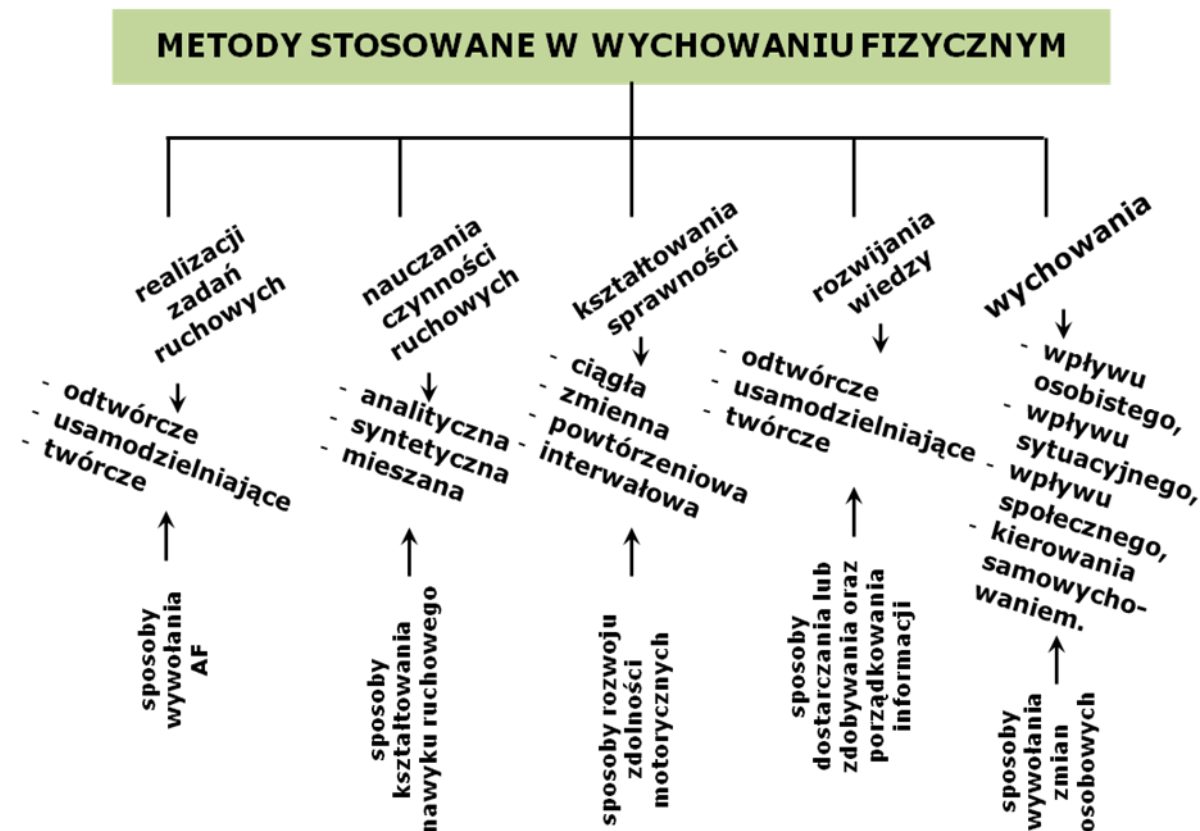 METODY STOSOWANE W WYCHOWANIU FIZYCZNYM
realizacji
zadań
ruchowych
- odtwórcze
- usamodzielniające
- twórcze
sposoby
wywołania
AF
nauczania
czynności
ruchowych
- analityczna
- syntetyczna
- mieszana
sposoby
kształtowania
nawyku ruchowego
kształtowania
sprawności
- ciągła
- zmienna
- powtórzeniowa
- interwałowa
sposoby rozwoju
zdolności
motorycznych
rozwijania
wiedzy
- odtwórcze
- usamodzielniające
- twórcze
sposoby
dostarczania lub
zdobywania oraz
porządkowania
informacji
wychowania
- wpływu
osobistego,
- wpływu
sytuacyjnego,
- wpływu
społecznego,
- kierowania
samowycho-
waniem.
sposoby
wywołania
zmian
osobowych